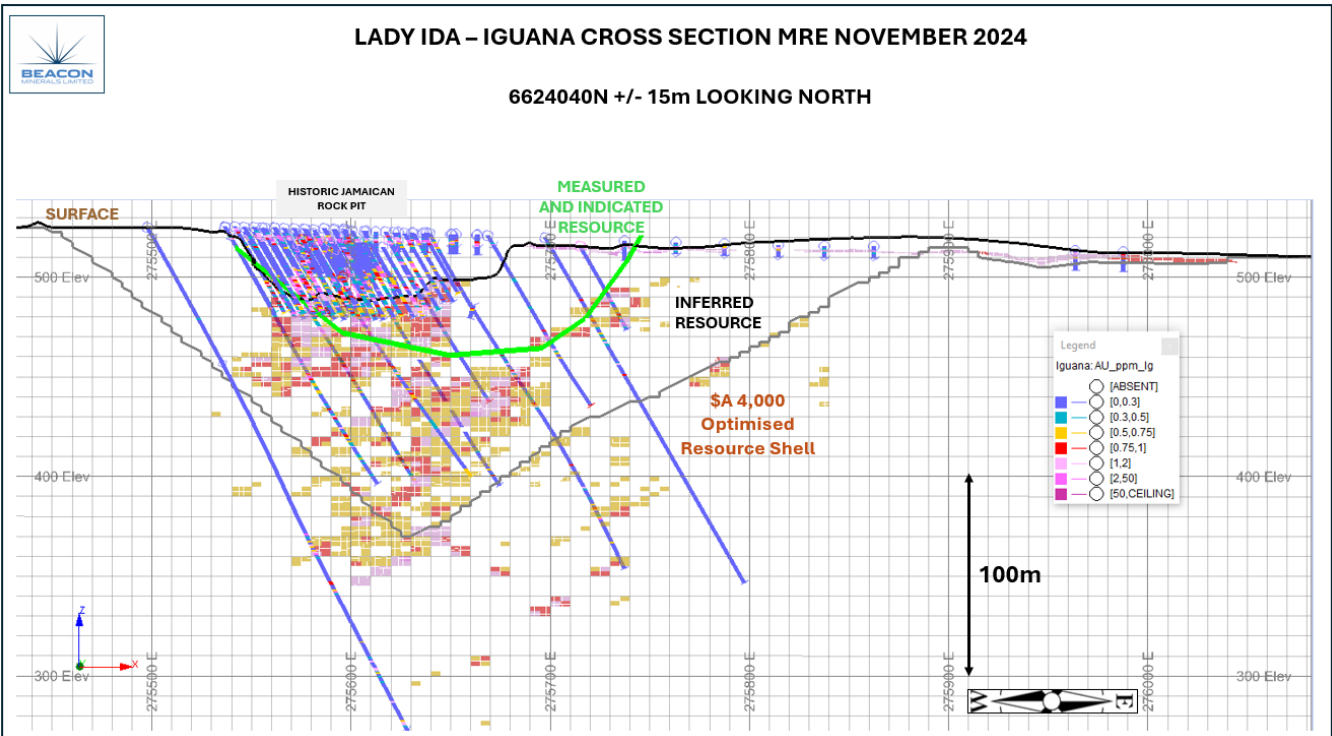 BEACON
MINERALS LIMITED
LADY IDA – IGUANA CROSS SECTION MRE NOVEMBER 2024
6624040N +/- 15m LOOKING NORTH
HISTORIC JAMAICAN
ROCK PIT
MEASURED
AND INDICATED
RESOURCE
SURFACE
500 Elev
500 Elev
INFERRED
RESOURCE
Legend
Iguana:AU_ppm_Ig
[ABSENT]
[0,0.3]
[0.3,0.5]
[0.5,0.75]
[0.75,1]
[1,2]
[2,50]
[50,CEILING]
$A 4,000
Optimised
Resource Shell
400 Elev
400 Elev
100m
Z
X
300 Elev
300 Elev
275500 E
275600 E
275700 E
275800 E
275900 E
276000 E
W
E